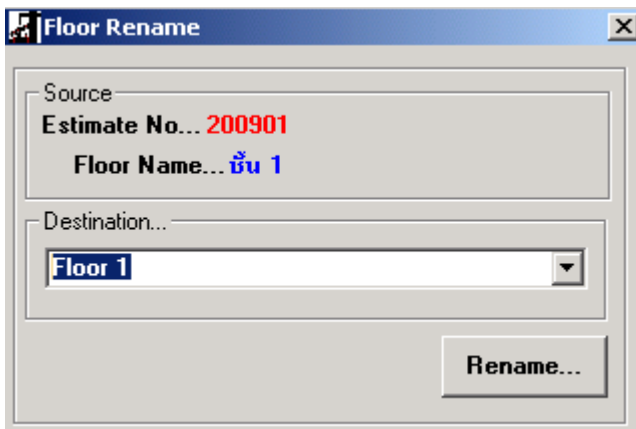 Floor Rename
Source
Estimate No... 200901
Floor Name... ชั้น 1
Destination...
Floor 1
Rename...